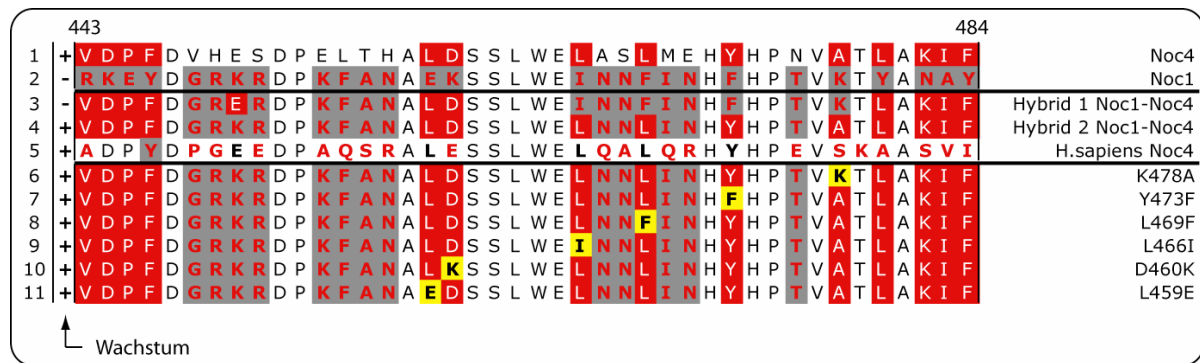 443 484
1 + V D P F D V H E S D P E L T H A L D S S L W E L A S L M E H Y H P N V A T L A K I F Noc4
2 - R K E Y D G R K R D P K F A N A E K S S L W E I N N F I N H F H P T V K T Y A N A Y Noc1
3 - V D P F D G R E R D P K F A N A L D S S L W E I N N F I N H F H P T V K T L A K I F Hybrid 1 Noc1-Noc4
4 + V D P F D G R K R D P K F A N A L D S S L W E L N N L I N H Y H P T V A T L A K I F Hybrid 2 Noc1-Noc4
5 + A D P Y D P G E E D P A Q S R A L E S S L W E L Q A L Q R H Y H P E V S K A A S V I H.sapiens Noc4
6 + V D P F D G R K R D P K F A N A L D S S L W E L N N L I N H Y H P T V K T L A K I F K478A
7 + V D P F D G R K R D P K F A N A L D S S L W E L N N L I N H F H P T V A T L A K I F Y473F
8 + V D P F D G R K R D P K F A N A L D S S L W E L N N F I N H Y H P T V A T L A K I F L469F
9 + V D P F D G R K R D P K F A N A L D S S L W E I N N L I N H Y H P T V A T L A K I F L466I
10 + V D P F D G R K R D P K F A N A L K S S L W E L N N L I N H Y H P T V A T L A K I F D460K
11 + V D P F D G R K R D P K F A N A E D S S L W E L N N L I N H Y H P T V A T L A K I F L459E
Wachstum